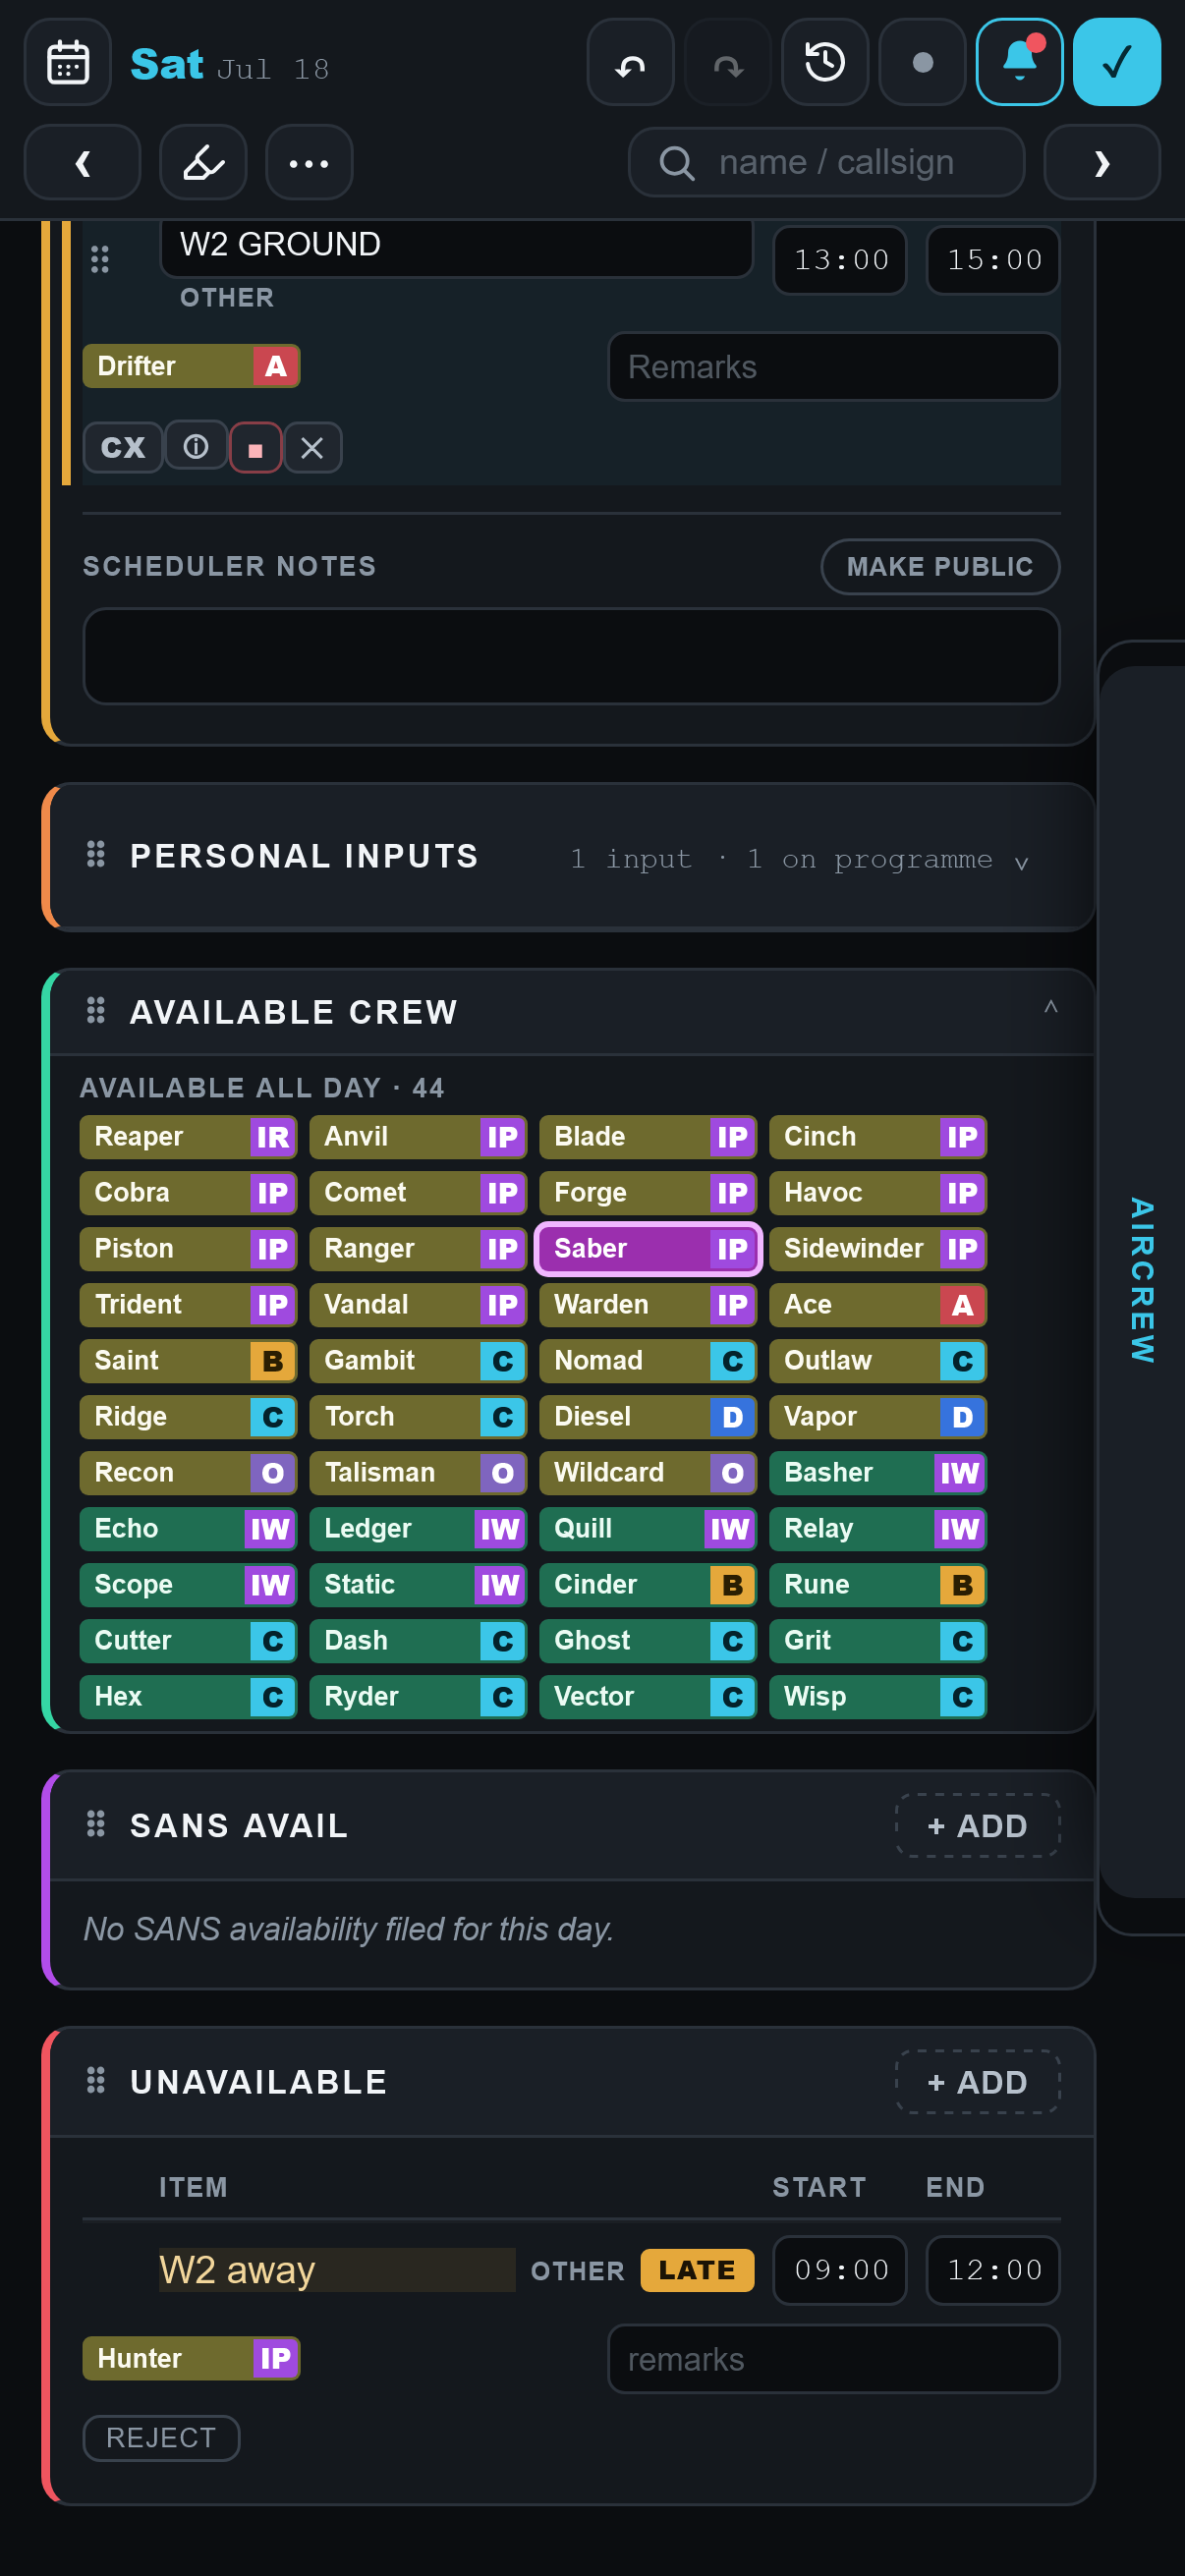 Sat Jul 18
name / callsign
W2 GROUND 13:00 15:00
OTHER
Drifter A Remarks
CX
SCHEDULER NOTES MAKE PUBLIC
PERSONAL INPUTS 1 input · 1 on programme
AVAILABLE CREW
AVAILABLE ALL DAY · 44
Reaper IR Anvil IP Blade IP Cinch IP
Cobra IP Comet IP Forge IP Havoc IP
Piston IP Ranger IP Saber IP Sidewinder IP
Trident IP Vandal IP Warden IP Ace A
Saint B Gambit C Nomad C Outlaw C
Ridge C Torch C Diesel D Vapor D
Recon O Talisman O Wildcard O Basher IW
Echo IW Ledger IW Quill IW Relay IW
Scope IW Static IW Cinder B Rune B
Cutter C Dash C Ghost C Grit C
Hex C Ryder C Vector C Wisp C
AIRCREW
SANS AVAIL + ADD
No SANS availability filed for this day.
UNAVAILABLE + ADD
ITEM START END
W2 away OTHER LATE 09:00 12:00
Hunter IP remarks
REJECT